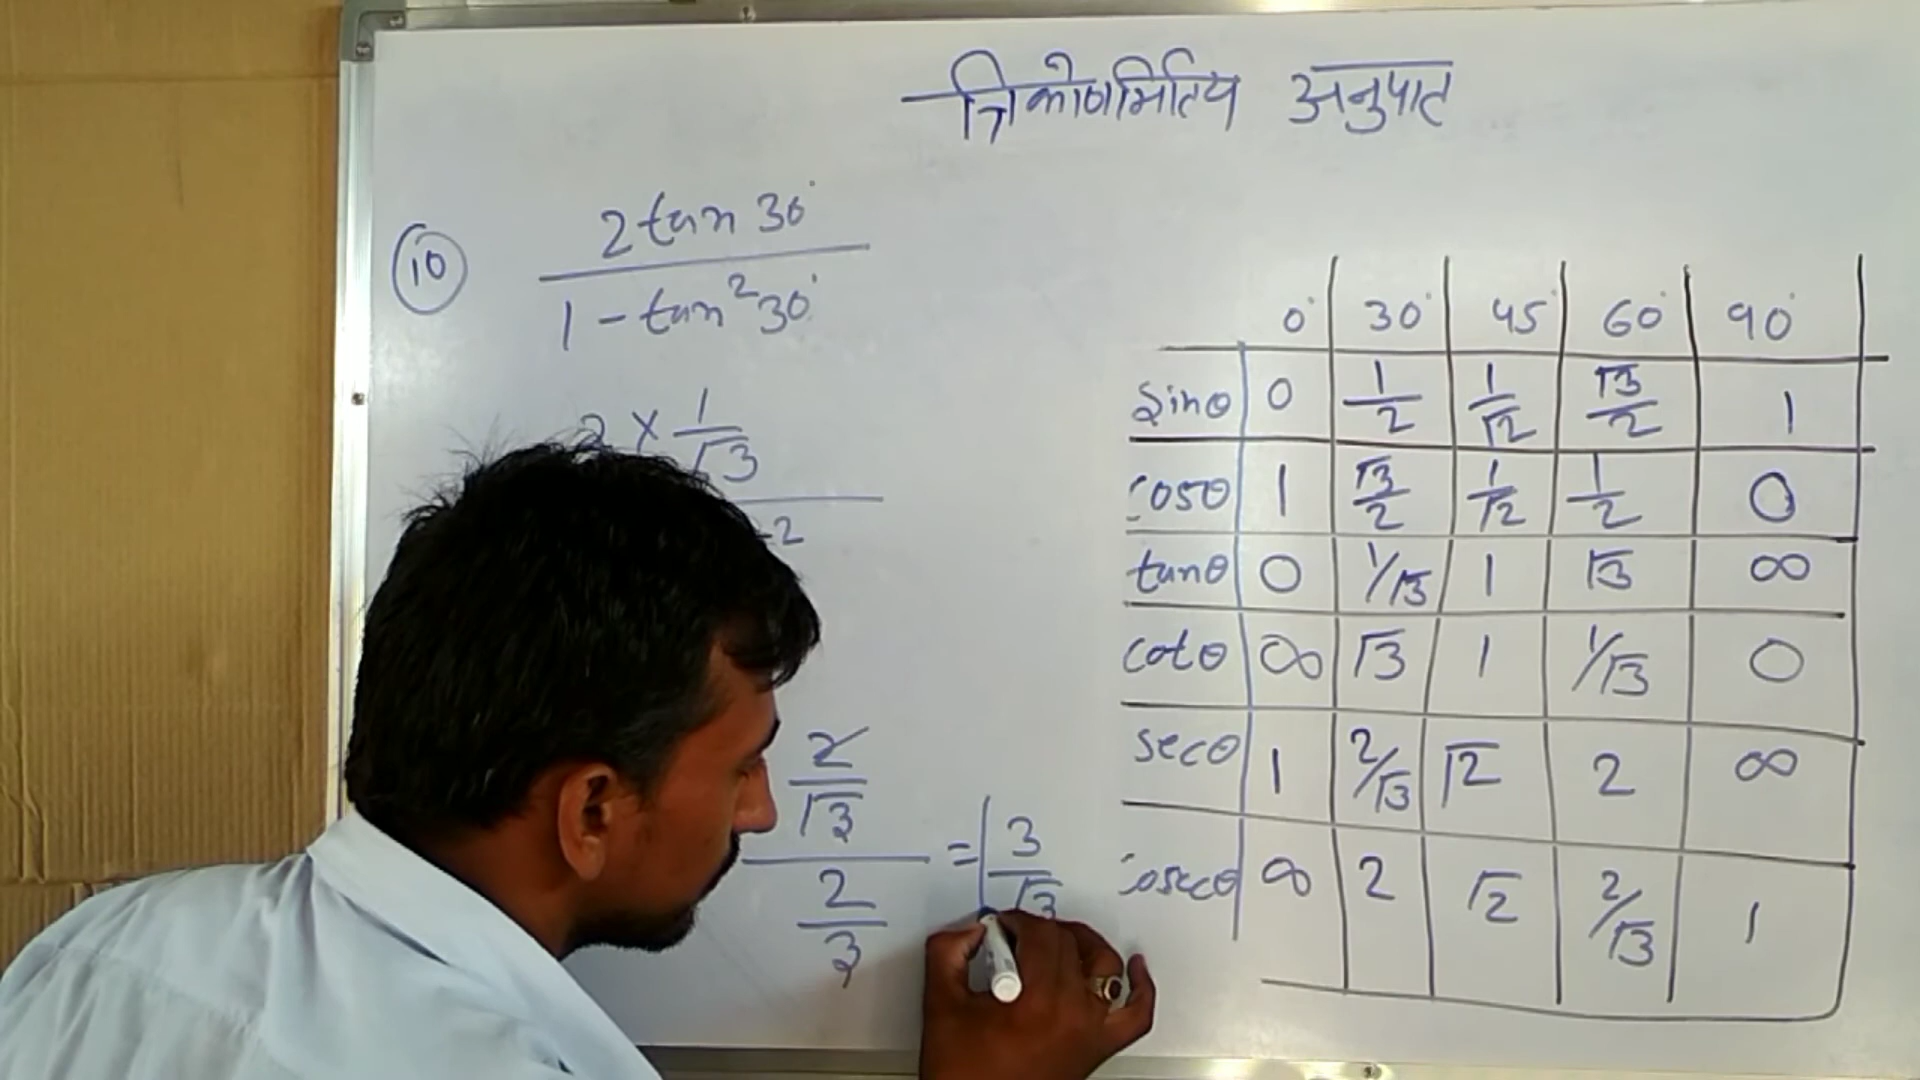 त्रिकोणमितिय अनुपात
10
2 tan 30°
1 - tan² 30°
2 × 1
√3
2
2
√3
2
3
= 3
√3
0° 30° 45° 60° 90°
sinθ 0 1/2 1/√2 √3/2 1
cosθ 1 √3/2 1/√2 1/2 0
tanθ 0 1/√3 1 √3 ∞
cotθ ∞ √3 1 1/√3 0
secθ 1 2/√3 √2 2 ∞
cosecθ ∞ 2 √2 2/√3 1